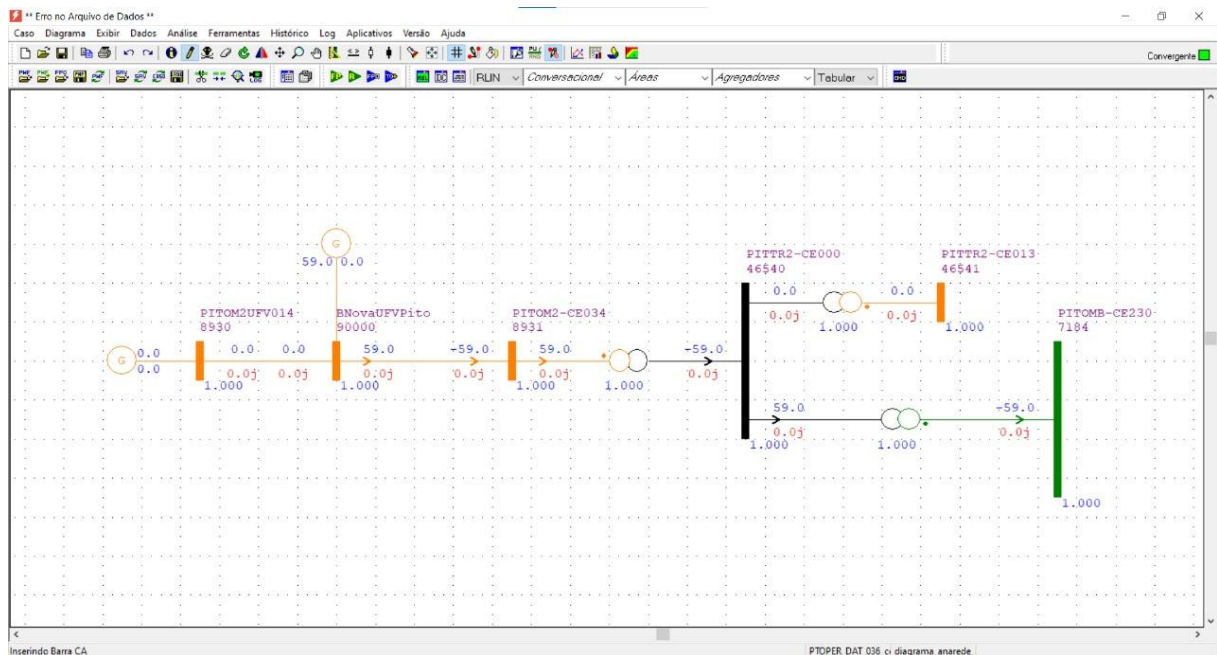 ** Erro no Arquivo de Dados **
Caso Diagrama Exibir Dados Análise Ferramentas Histórico Log Aplicativos Versão Ajuda
Convergente
RLIN Conversacional Áreas Agregadores Tabular
G
59.0 0.0
PITTR2-CE000
46540
PITTR2-CE013
46541
0.0 0.0
0.0j 0.0j
1.000 1.000
PITOM2UFV014
8930
BNovaUFVPito
90000
PITOM2-CE034
8931
PITOMB-CE230
7184
G 0.0 0.0 0.0 59.0 -59.0 59.0 -59.0
0.0 0.0j 0.0j 0.0j 0.0j 0.0j 0.0j
1.000 1.000 1.000 1.000
59.0 -59.0
0.0j 0.0j
1.000 1.000
1.000
Inserindo Barra CA
PTOPER DAT 036 c/ diagrama anarede